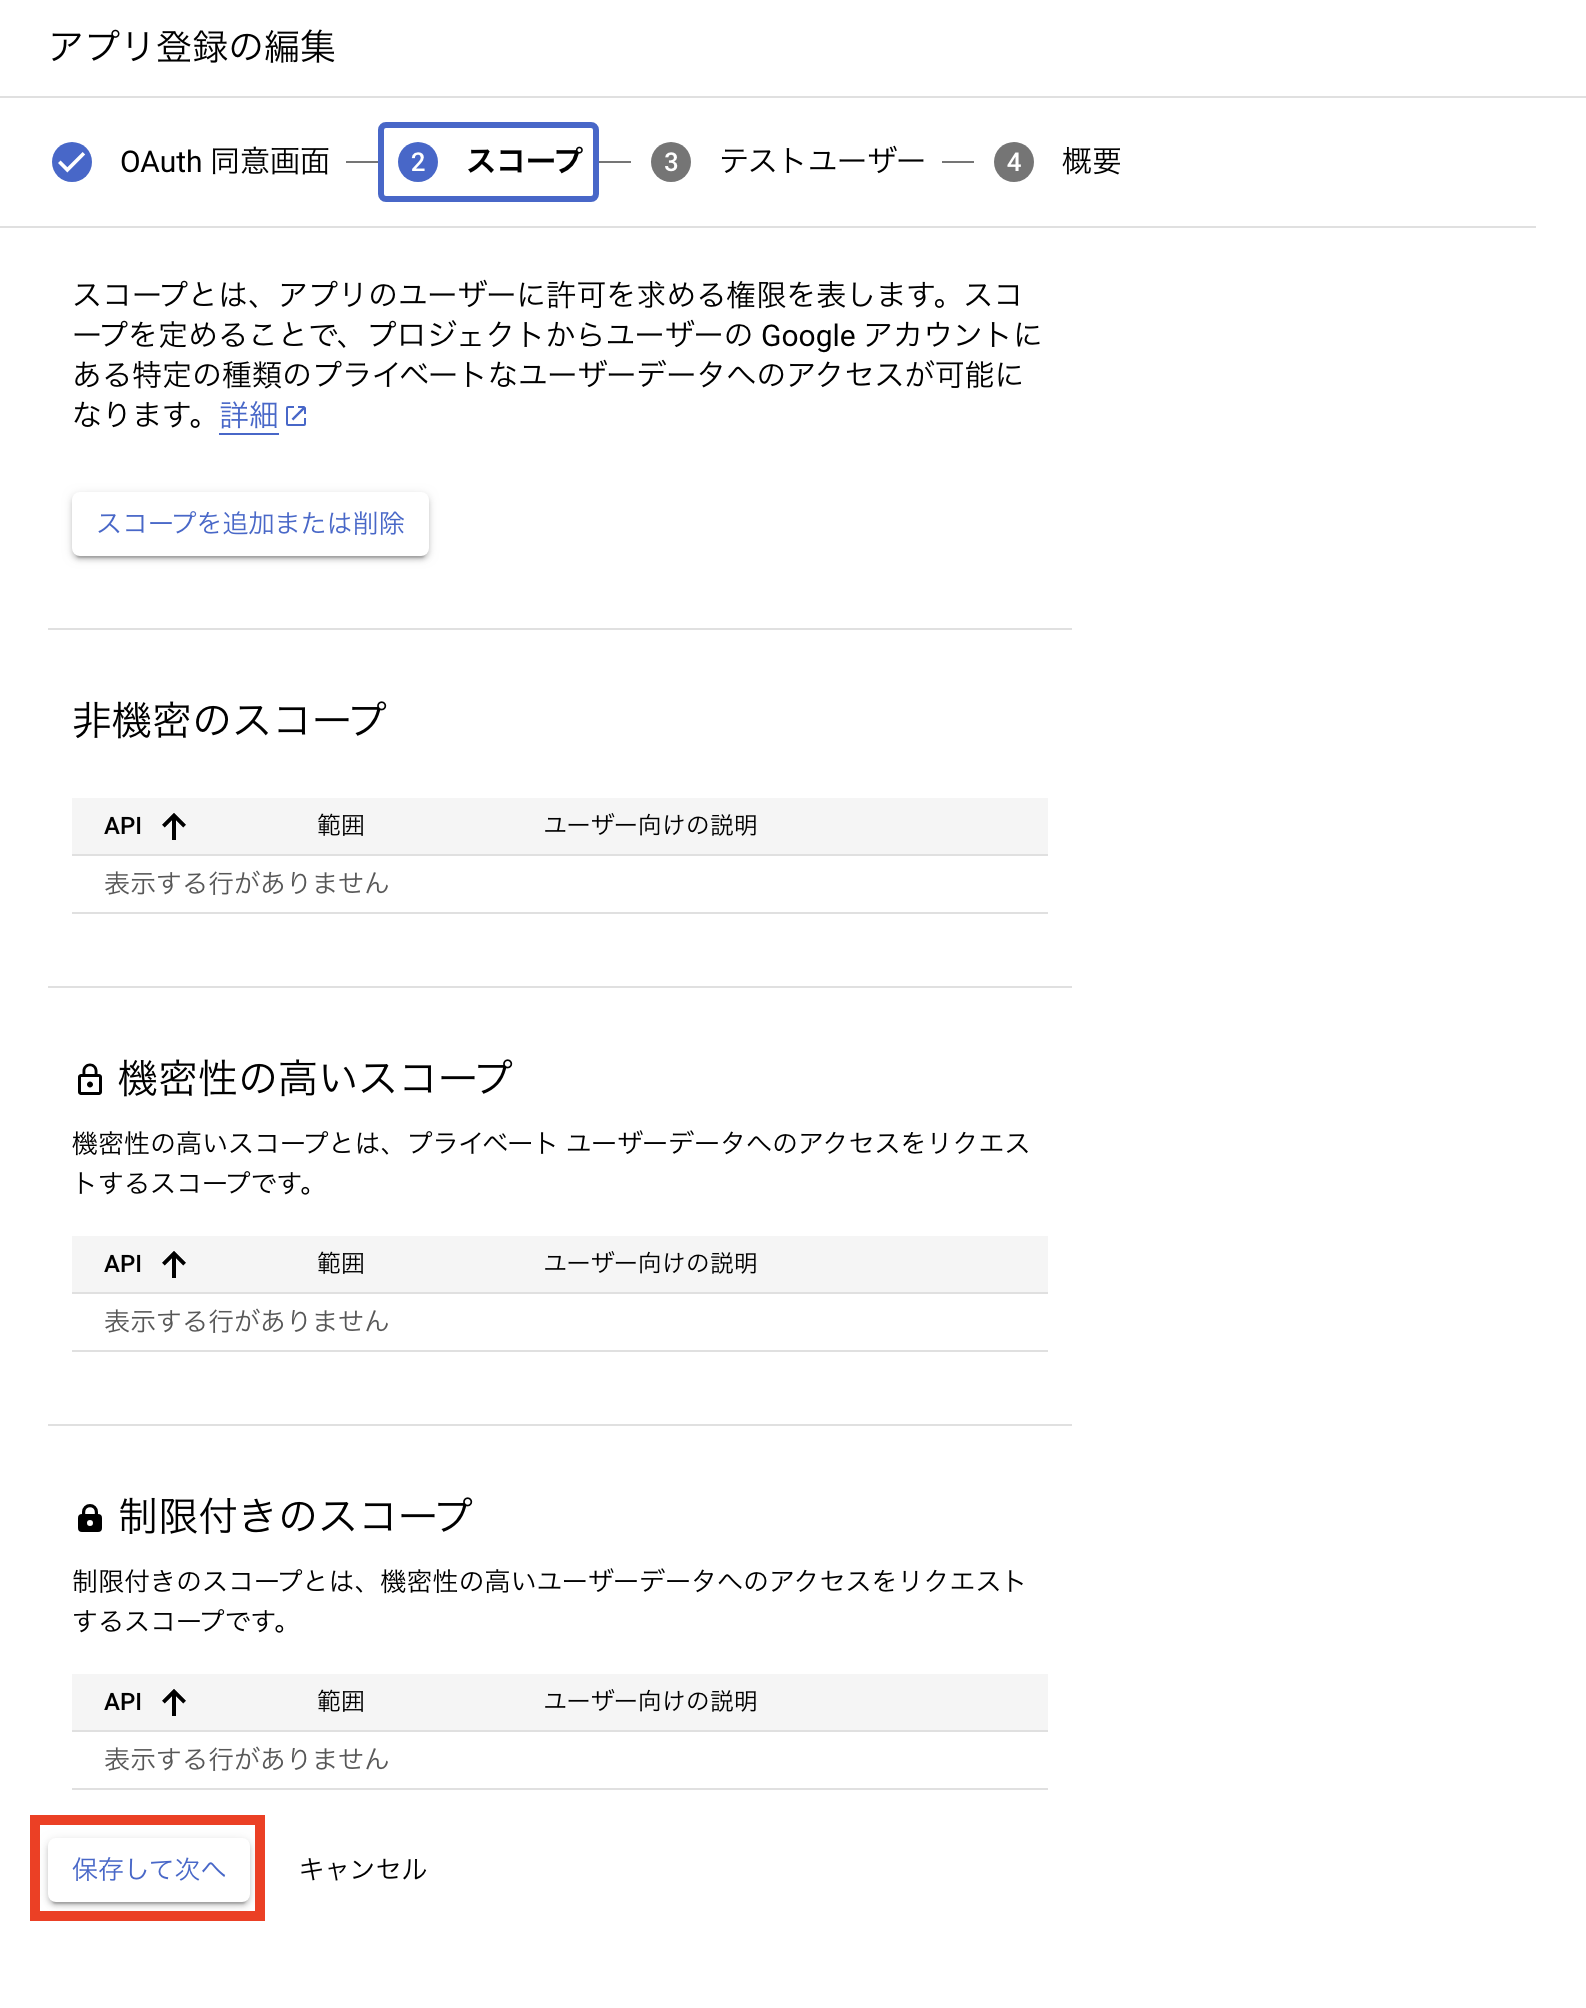 アプリ登録の編集
OAuth 同意画面
2 スコープ
3 テストユーザー
4 概要
スコープとは、アプリのユーザーに許可を求める権限を表します。スコ
ープを定めることで、プロジェクトからユーザーの Google アカウントに
ある特定の種類のプライベートなユーザーデータへのアクセスが可能に
なります。詳細
スコープを追加または削除
非機密のスコープ
API 範囲 ユーザー向けの説明
表示する行がありません
機密性の高いスコープ
機密性の高いスコープとは、プライベート ユーザーデータへのアクセスをリクエス
トするスコープです。
API 範囲 ユーザー向けの説明
表示する行がありません
制限付きのスコープ
制限付きのスコープとは、機密性の高いユーザーデータへのアクセスをリクエスト
するスコープです。
API 範囲 ユーザー向けの説明
表示する行がありません
保存して次へ キャンセル